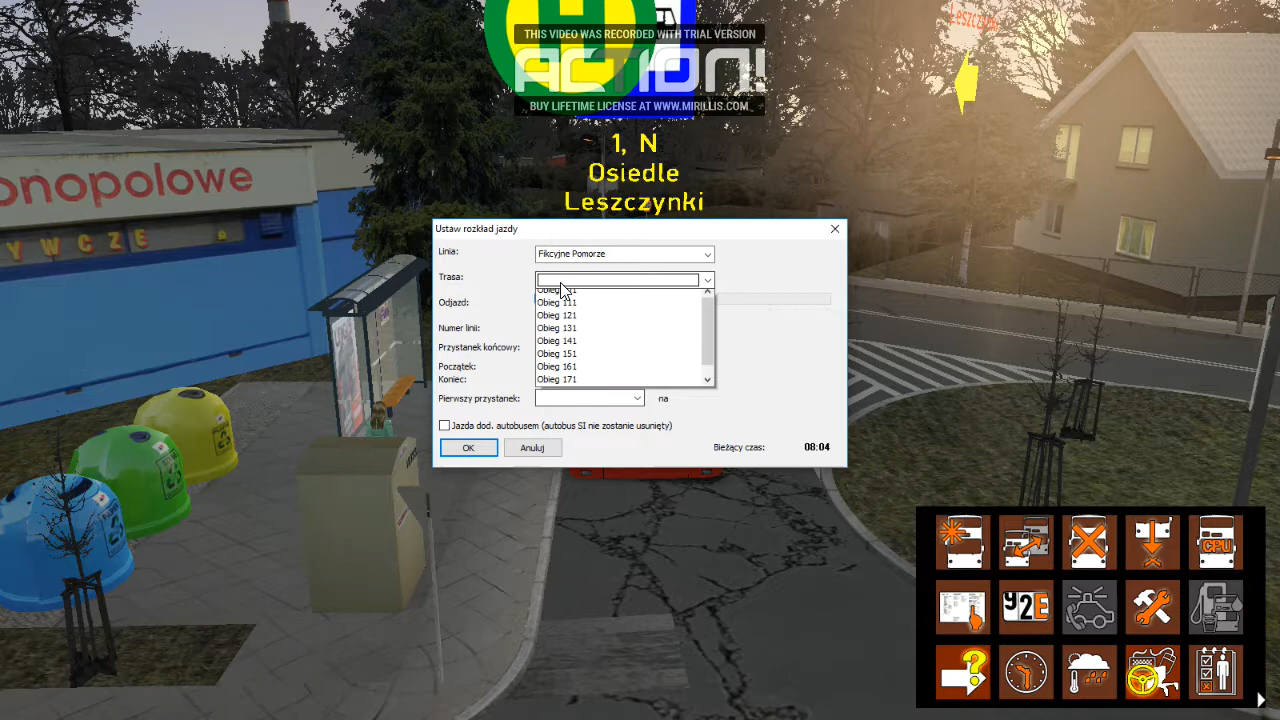 H
Leszczynki
THIS VIDEO WAS RECORDED WITH TRIAL VERSION
ACTION!
BUY LIFETIME LICENSE AT WWW.MIRILLIS.COM
1, N
Osiedle
Leszczynki
onopolowe
YWCZE
Ustaw rozkład jazdy
Linia:
Fikcyjne Pomorze
Trasa:
Odjazd:
Obieg 111
Obieg 121
Numer linii:
Obieg 131
Obieg 141
Przystanek końcowy:
Obieg 151
Początek:
Obieg 161
Koniec:
Obieg 171
Pierwszy przystanek:
na
Jazda dod. autobusem (autobus SI nie zostanie usunięty)
OK
Anuluj
Bieżący czas:
08:04
CPU
Y2E
?